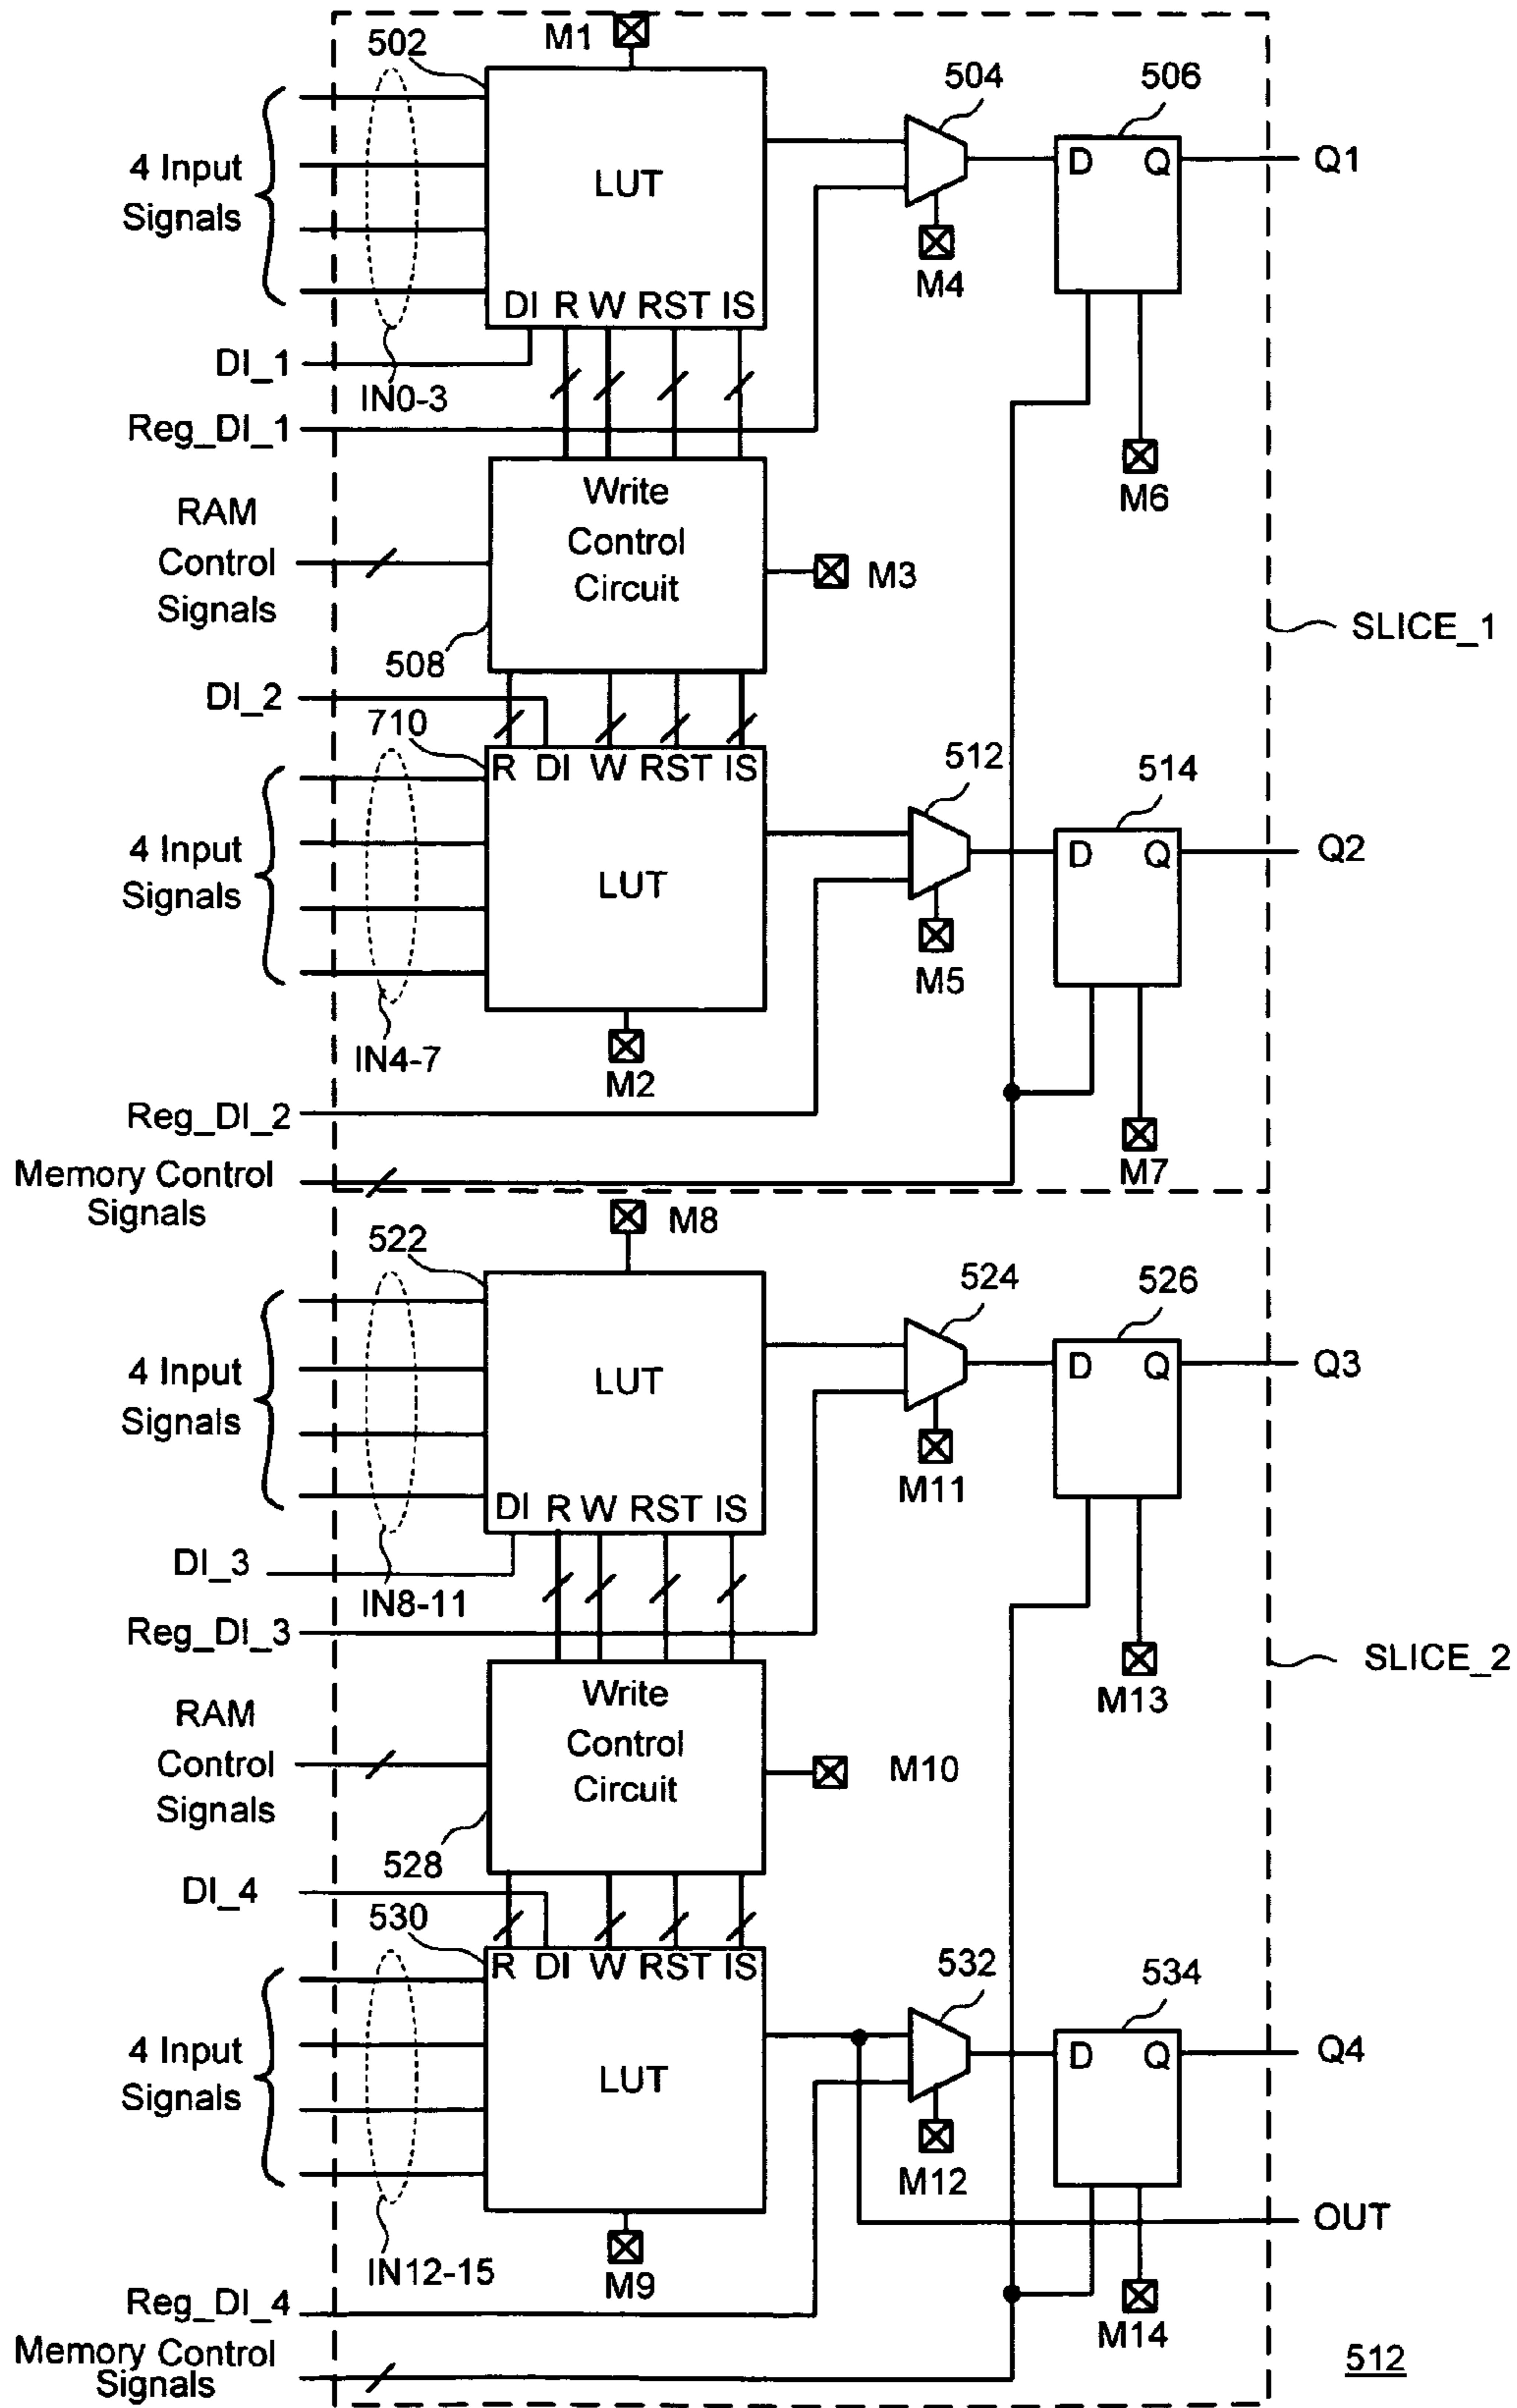 M1
502
504
506
4 Input
Signals
LUT
D Q
Q1
M4
DI R W RST IS
DI_1
IN0-3
Reg_DI_1
M6
RAM
Control
Signals
Write
Control
Circuit
M3
SLICE_1
508
DI_2
710
R DI W RST IS
512
514
4 Input
Signals
LUT
D Q
Q2
M5
IN4-7
M2
Reg_DI_2
M7
Memory Control
Signals
M8
522
524
526
4 Input
Signals
LUT
D Q
Q3
M11
DI R W RST IS
DI_3
IN8-11
Reg_DI_3
SLICE_2
M13
RAM
Control
Signals
Write
Control
Circuit
M10
528
DI_4
530
R DI W RST IS
532
534
4 Input
Signals
LUT
D Q
Q4
M12
OUT
IN12-15
M9
Reg_DI_4
M14
Memory Control
Signals
512